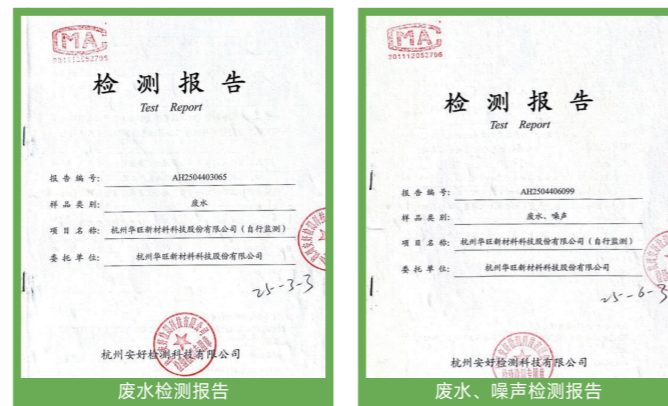 MA
检测报告
Test Report
报告编号: AH2504403065
样品类别: 废水
项目名称: 杭州华旺新材料科技股份有限公司（自行监测）
委托单位: 杭州华旺新材料科技股份有限公司
25-3-3
杭州安好检测科技有限公司
废水检测报告
MA
检测报告
Test Report
报告编号: AH2504406099
样品类别: 废水、噪声
项目名称: 杭州华旺新材料科技股份有限公司（自行监测）
委托单位: 杭州华旺新材料科技股份有限公司
25-6-3
杭州安好检测科技有限公司
废水、噪声检测报告